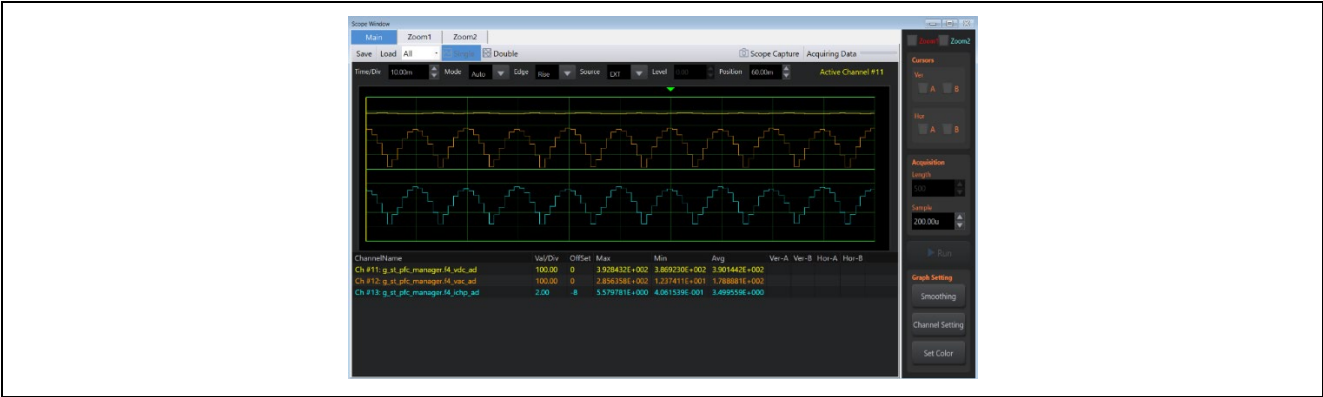 Scope Window
Main Zoom1 Zoom2
Save Load All Single Double Scope Capture Acquiring Data
Time/Div 10.00m Mode Auto Edge Rise Source EXT Level 0.00 Position 60.00m Active Channel #11
ChannelName Val/Div OffSet Max Min Avg Ver-A Ver-B Hor-A Hor-B
Ch #11: g_st_pfc_manager.f4_vdc_ad 100.00 0 3.928432E+002 3.869230E+002 3.901442E+002
Ch #12: g_st_pfc_manager.f4_vac_ad 100.00 0 2.856358E+002 1.237411E+001 1.788881E+002
Ch #13: g_st_pfc_manager.f4_ichp_ad 2.00 -8 5.579781E+000 4.061539E-001 3.499559E+000
Zoom1 Zoom2
Cursors
Ver
A B
Hor
A B
Acquisition
Length
500
Sample
200.00u
Run
Graph Setting
Smoothing
Channel Setting
Set Color